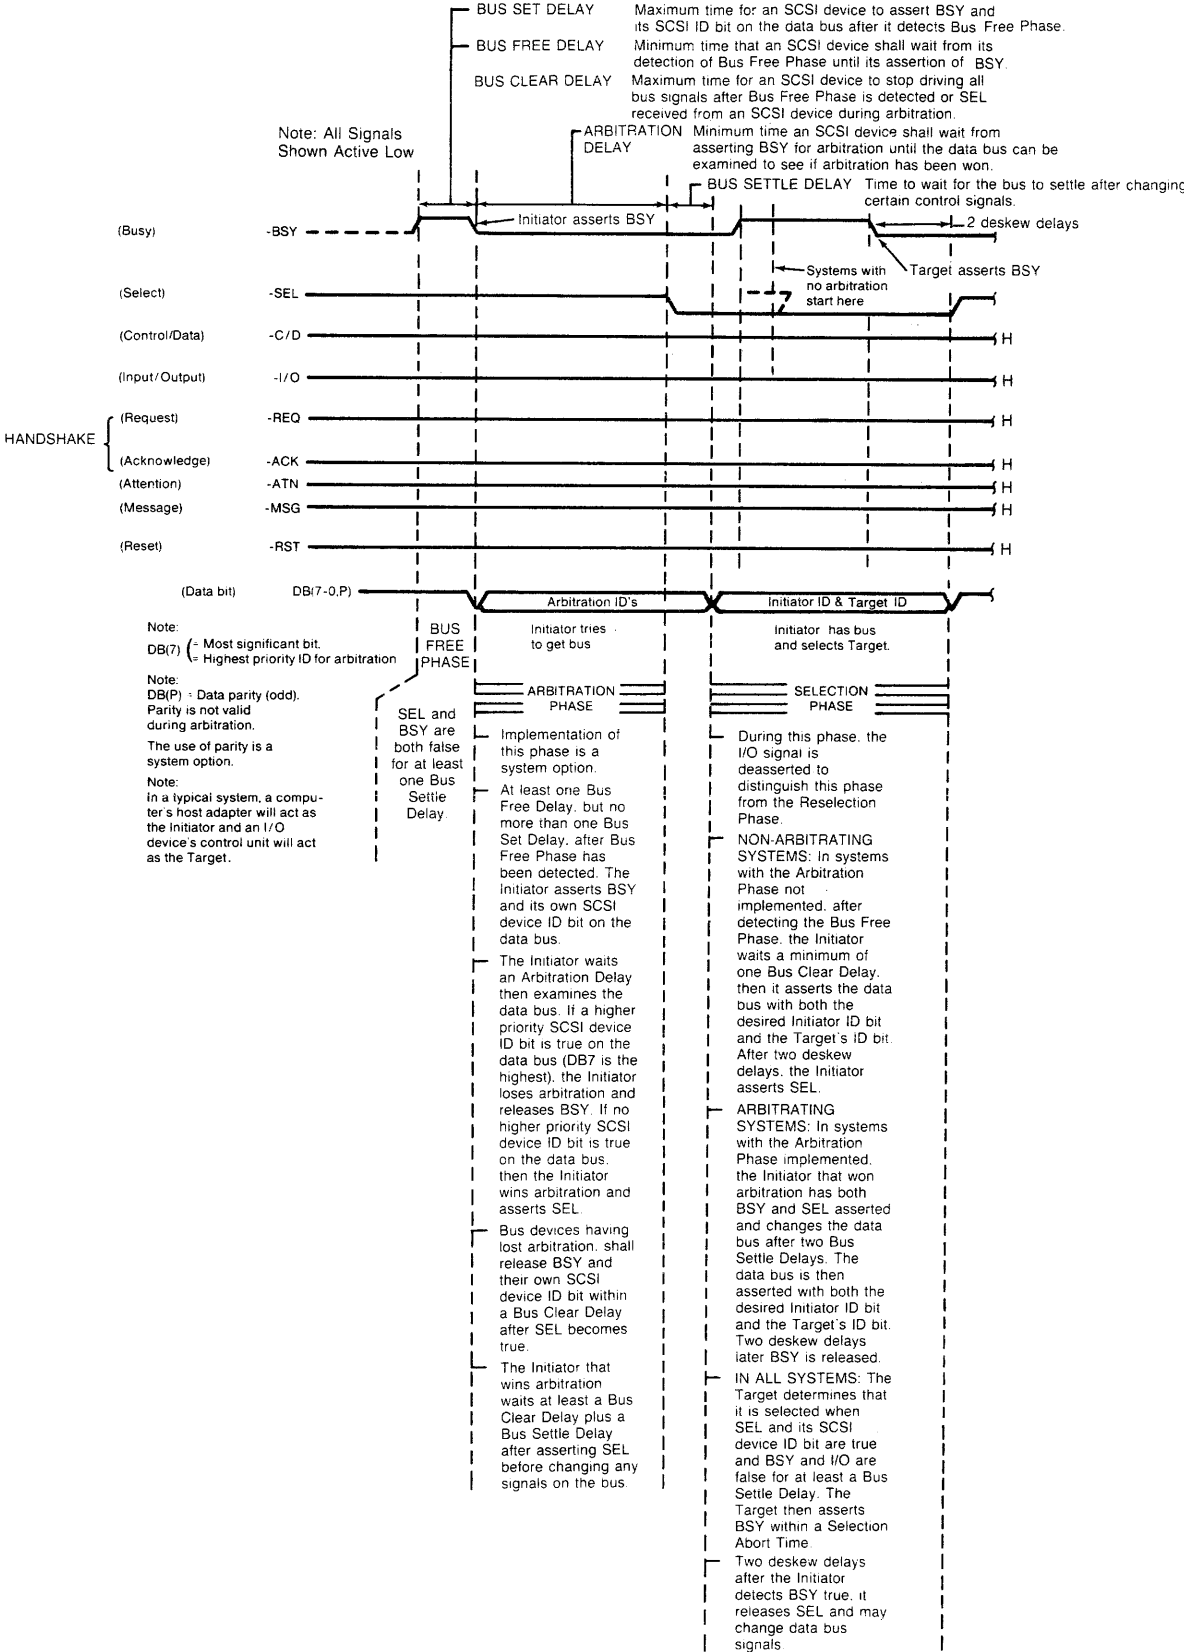 BUS SET DELAY Maximum time for an SCSI device to assert BSY and
its SCSI ID bit on the data bus after it detects Bus Free Phase.
BUS FREE DELAY Minimum time that an SCSI device shall wait from its
detection of Bus Free Phase until its assertion of BSY.
BUS CLEAR DELAY Maximum time for an SCSI device to stop driving all
bus signals after Bus Free Phase is detected or SEL
received from an SCSI device during arbitration.
Note: All Signals
Shown Active Low
ARBITRATION DELAY Minimum time an SCSI device shall wait from
asserting BSY for arbitration until the data bus can be
examined to see if arbitration has been won.
BUS SETTLE DELAY Time to wait for the bus to settle after changing
certain control signals.
(Busy) -BSY
Initiator asserts BSY
2 deskew delays
Target asserts BSY
Systems with
no arbitration
start here
(Select) -SEL
(Control/Data) -C/D H
(Input/Output) -I/O H
HANDSHAKE
(Request) -REQ H
(Acknowledge) -ACK H
(Attention) -ATN H
(Message) -MSG H
(Reset) -RST H
(Data bit) DB(7-0,P) Arbitration ID's Initiator ID & Target ID
Note:
DB(7) = Most significant bit.
= Highest priority ID for arbitration
Note:
DB(P) = Data parity (odd).
Parity is not valid
during arbitration.
The use of parity is a
system option.
Note:
In a typical system, a compu-
ter's host adapter will act as
the Initiator and an I/O
device's control unit will act
as the Target.
BUS
FREE
PHASE
SEL and
BSY are
both false
for at least
one Bus
Settle
Delay.
Initiator tries
to get bus
ARBITRATION
PHASE
Implementation of
this phase is a
system option.
At least one Bus
Free Delay, but no
more than one Bus
Set Delay, after Bus
Free Phase has
been detected. The
Initiator asserts BSY
and its own SCSI
device ID bit on the
data bus.
The Initiator waits
an Arbitration Delay
then examines the
data bus. If a higher
priority SCSI device
ID bit is true on the
data bus (DB7 is the
highest), the Initiator
loses arbitration and
releases BSY. If no
higher priority SCSI
device ID bit is true
on the data bus,
then the Initiator
wins arbitration and
asserts SEL.
Bus devices having
lost arbitration, shall
release BSY and
their own SCSI
device ID bit within
a Bus Clear Delay
after SEL becomes
true.
The Initiator that
wins arbitration
waits at least a Bus
Clear Delay plus a
Bus Settle Delay
after asserting SEL
before changing any
signals on the bus.
Initiator has bus
and selects Target.
SELECTION
PHASE
During this phase, the
I/O signal is
deasserted to
distinguish this phase
from the Reselection
Phase.
NON-ARBITRATING
SYSTEMS: In systems
with the Arbitration
Phase not
implemented, after
detecting the Bus Free
Phase, the Initiator
waits a minimum of
one Bus Clear Delay,
then it asserts the data
bus with both the
desired Initiator ID bit
and the Target's ID bit.
After two deskew
delays, the Initiator
asserts SEL.
ARBITRATING
SYSTEMS: In systems
with the Arbitration
Phase implemented,
the Initiator that won
arbitration has both
BSY and SEL asserted
and changes the data
bus after two Bus
Settle Delays. The
data bus is then
asserted with both the
desired Initiator ID bit
and the Target's ID bit.
Two deskew delays
later BSY is released.
IN ALL SYSTEMS: The
Target determines that
it is selected when
SEL and its SCSI
device ID bit are true
and BSY and I/O are
false for at least a Bus
Settle Delay. The
Target then asserts
BSY within a Selection
Abort Time.
Two deskew delays
after the Initiator
detects BSY true, it
releases SEL and may
change data bus
signals